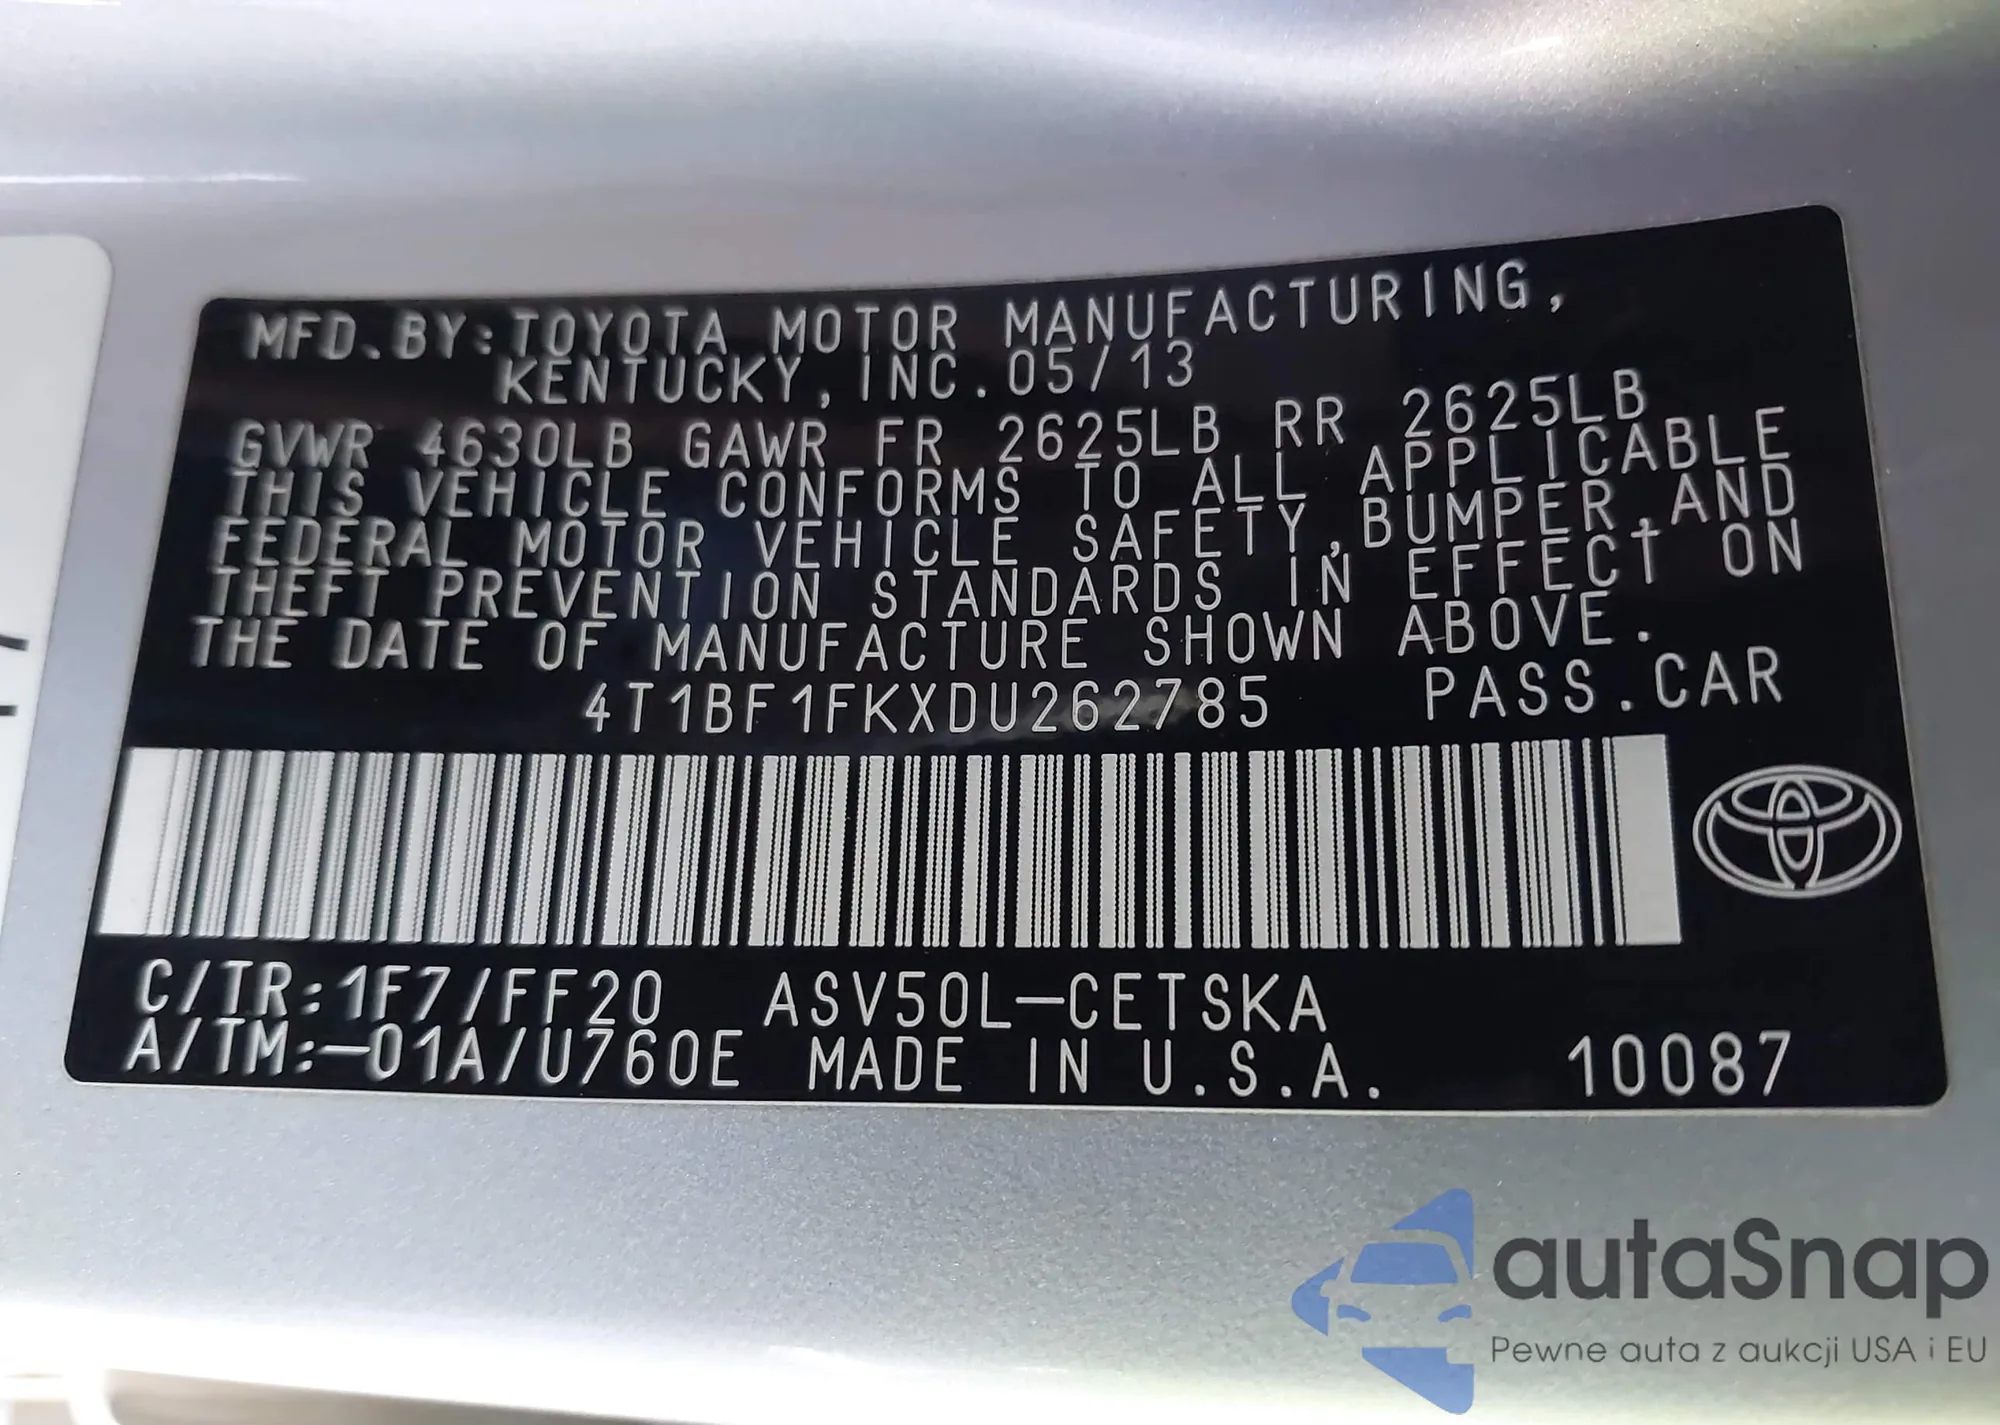 MFD.BY:TOYOTA MOTOR MANUFACTURING,
KENTUCKY,INC.05/13
GVWR 4630LB GAWR FR 2625LB RR 2625LB
THIS VEHICLE CONFORMS TO ALL APPLICABLE
FEDERAL MOTOR VEHICLE SAFETY,BUMPER,AND
THEFT PREVENTION STANDARDS IN EFFECT ON
THE DATE OF MANUFACTURE SHOWN ABOVE.
4T1BF1FKXDU262785 PASS.CAR
C/TR:1F7/FF20 ASV50L-CETSKA
A/TM:-01A/U760E MADE IN U.S.A. 10087
autaSnap
Pewne auta z aukcji USA i EU